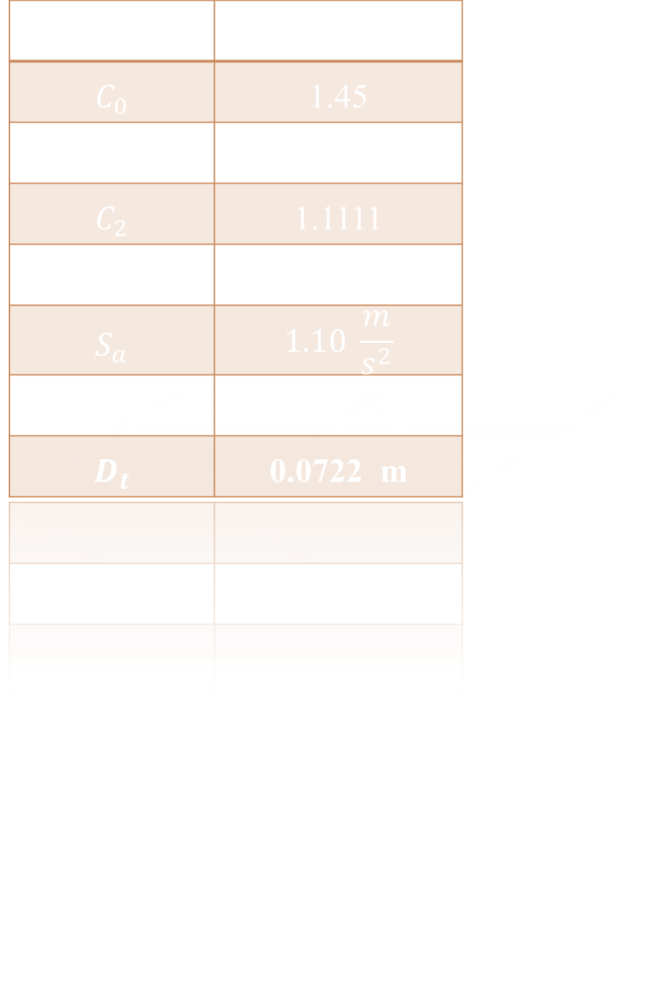 C₀ 1.45
C₂ 1.1111
Sₐ 1.10 m/s²
Dₜ 0.0722 m